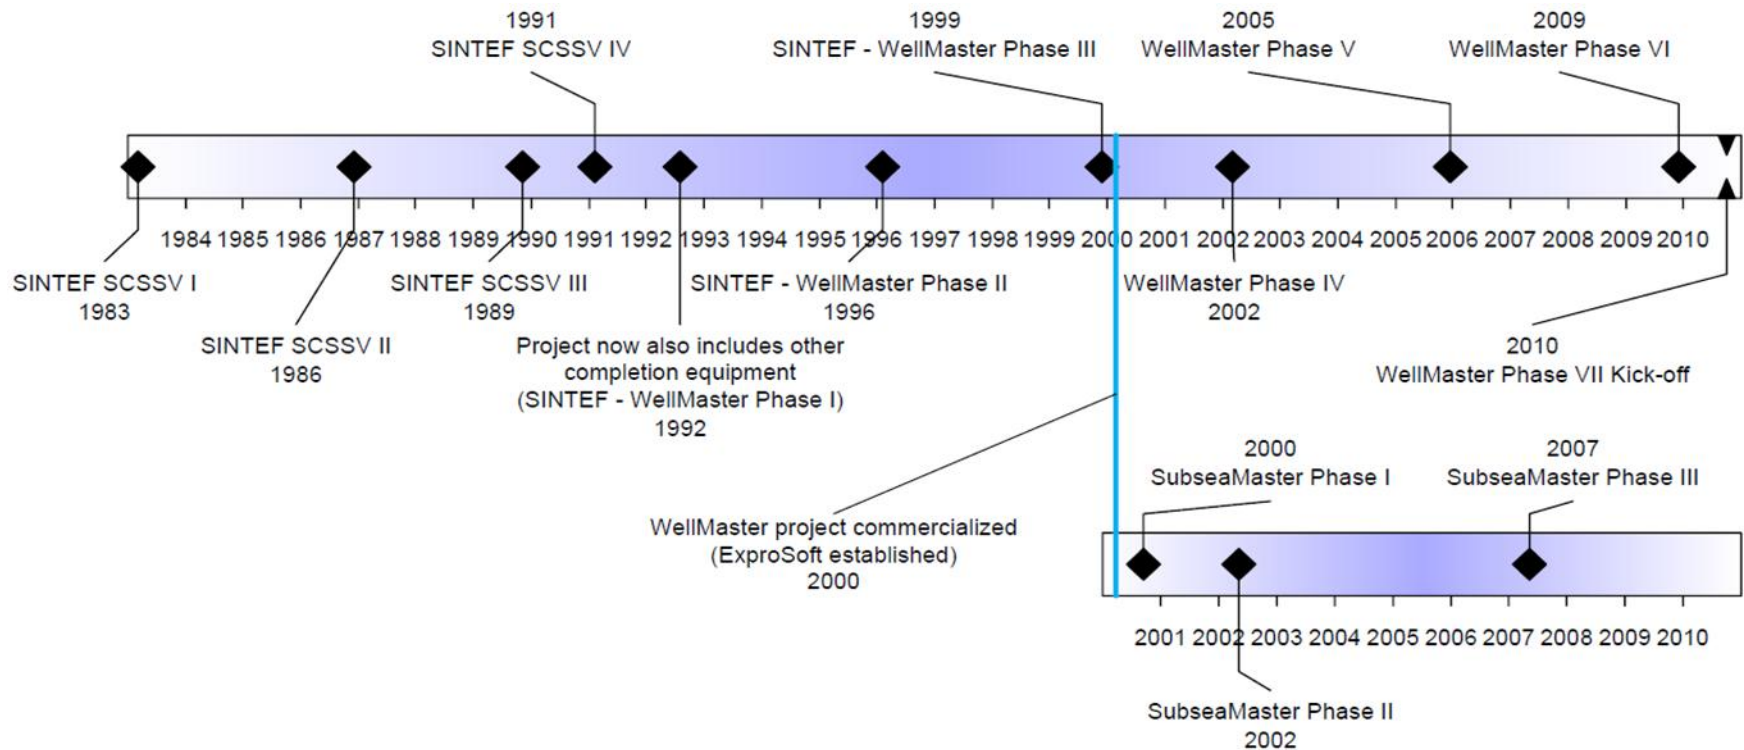 1991
SINTEF SCSSV IV
1999
SINTEF - WellMaster Phase III
2005
WellMaster Phase V
2009
WellMaster Phase VI
1984 1985 1986 1987 1988 1989 1990 1991 1992 1993 1994 1995 1996 1997 1998 1999 2000 2001 2002 2003 2004 2005 2006 2007 2008 2009 2010
SINTEF SCSSV I
1983
SINTEF SCSSV II
1986
SINTEF SCSSV III
1989
Project now also includes other
completion equipment
(SINTEF - WellMaster Phase I)
1992
SINTEF - WellMaster Phase II
1996
WellMaster Phase IV
2002
2010
WellMaster Phase VII Kick-off
WellMaster project commercialized
(ExproSoft established)
2000
2000
SubseaMaster Phase I
2007
SubseaMaster Phase III
2001 2002 2003 2004 2005 2006 2007 2008 2009 2010
SubseaMaster Phase II
2002